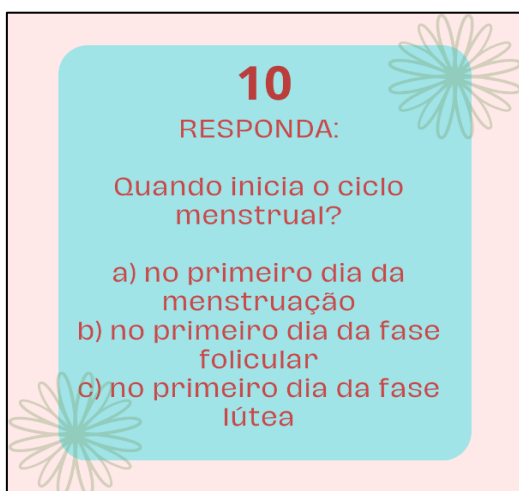 10
RESPONDA:
Quando inicia o ciclo
menstrual?
a) no primeiro dia da
menstruação
b) no primeiro dia da fase
folicular
c) no primeiro dia da fase
lútea